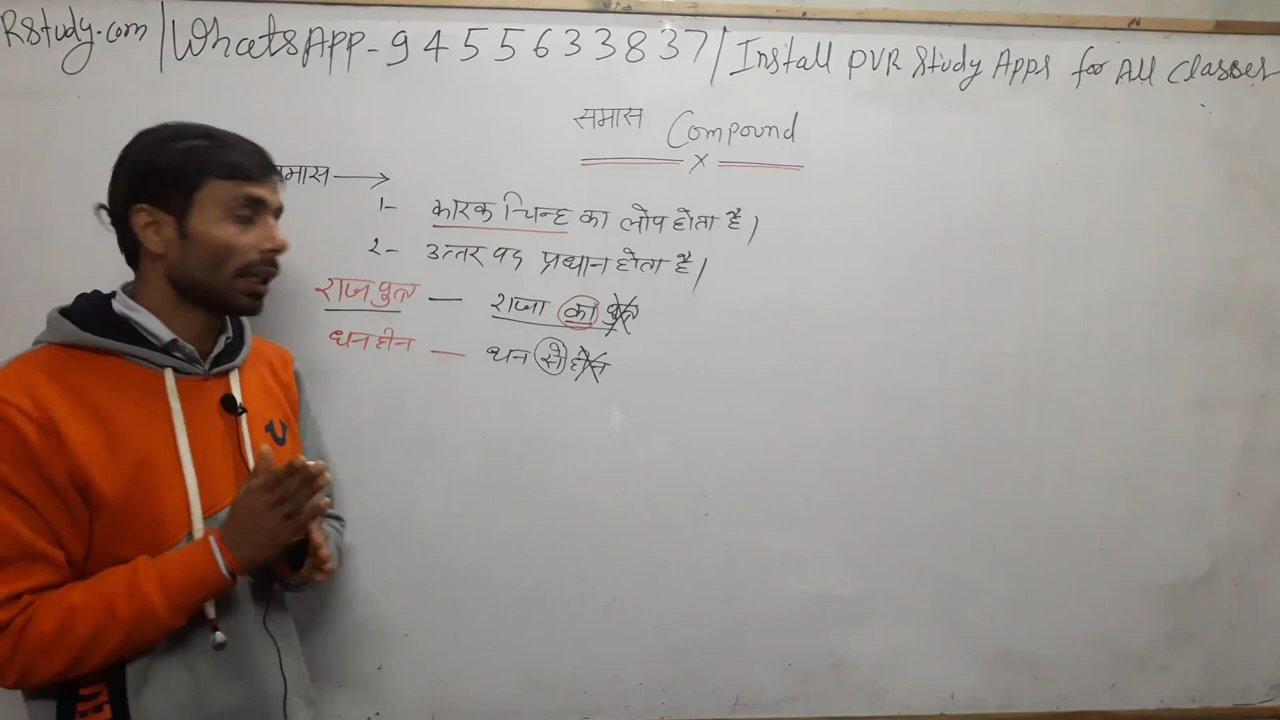 RStudy.com | WhatsApp - 9455633837 | Install PVR Study Apps for All Classes
समास Compound
x
मास →
1- कारक चिन्ह का लोप होता है।
2- उत्तर पद प्रधान होता है।
राजपुत्र — राजा का पुत्र
धनहीन — धन से हीन